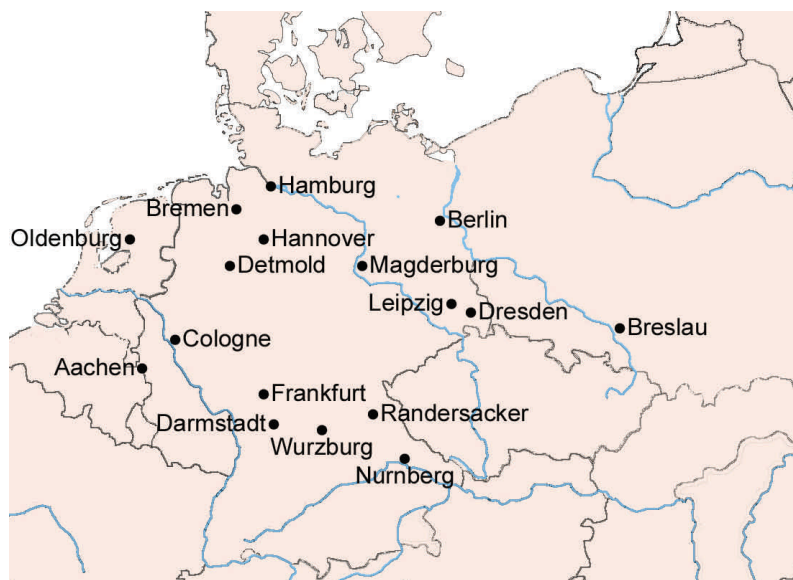 Hamburg
Bremen
Berlin
Oldenburg
Hannover
Detmold
Magderburg
Leipzig
Dresden
Breslau
Cologne
Aachen
Frankfurt
Randersacker
Darmstadt
Wurzburg
Nurnberg